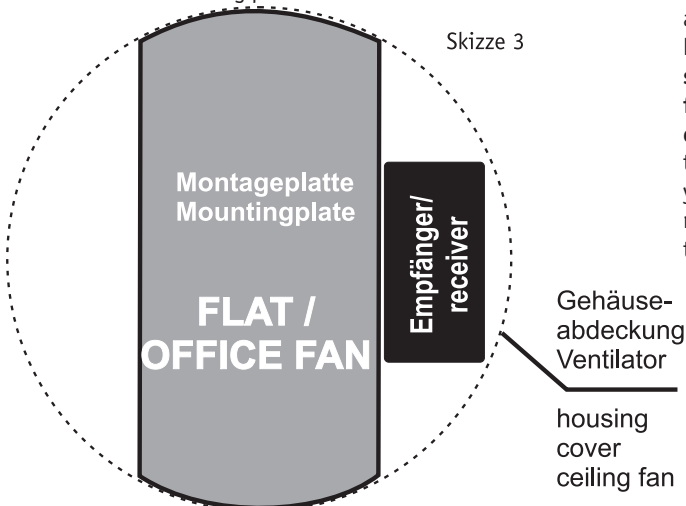 Skizze 3
Montageplatte
Mountingplate
FLAT /
OFFICE FAN
Empfänger/
receiver
Gehäuse-
abdeckung
Ventilator
housing
cover
ceiling fan